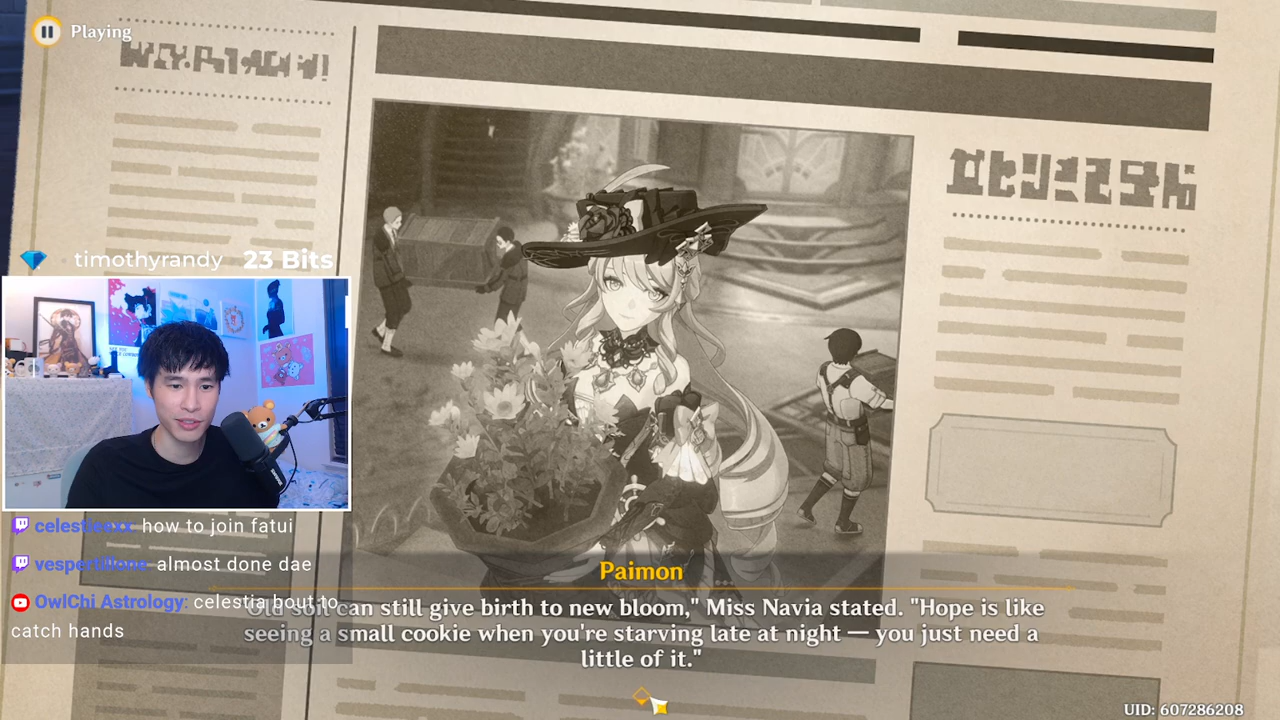 Playing
timothyrandy 23 Bits
how to join fatui
almost done dae
OwlChi Astrology: celestia bout to
catch hands
Paimon
Old soil can still give birth to new bloom," Miss Navia stated. "Hope is like
seeing a small cookie when you're starving late at night — you just need a
little of it."
UID: 607286208